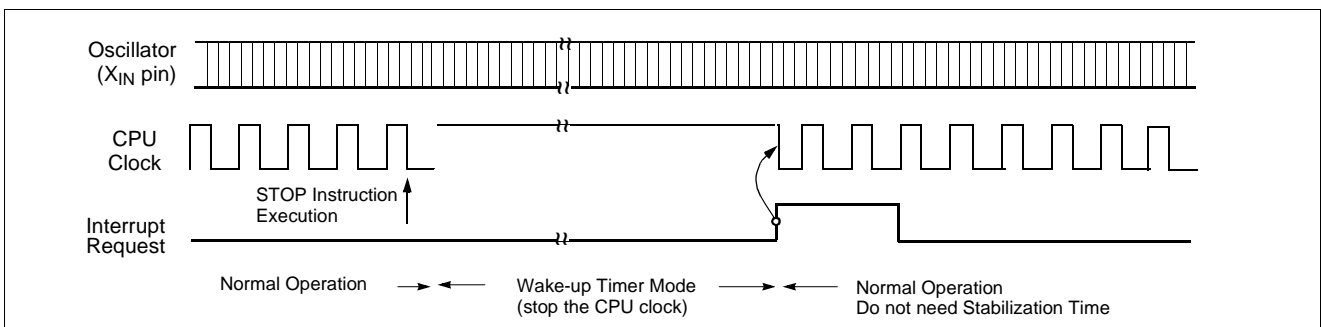 Oscillator
(XIN pin)
CPU
Clock
STOP Instruction
Execution
Interrupt
Request
Normal Operation
Wake-up Timer Mode
(stop the CPU clock)
Normal Operation
Do not need Stabilization Time